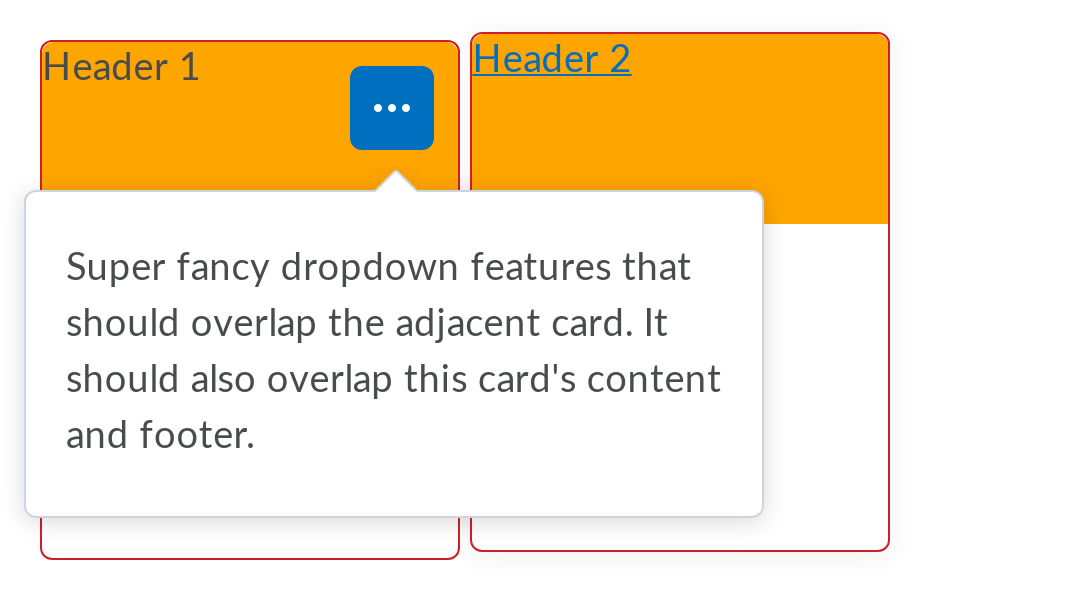 Header 1
Header 2
Super fancy dropdown features that
should overlap the adjacent card. It
should also overlap this card's content
and footer.